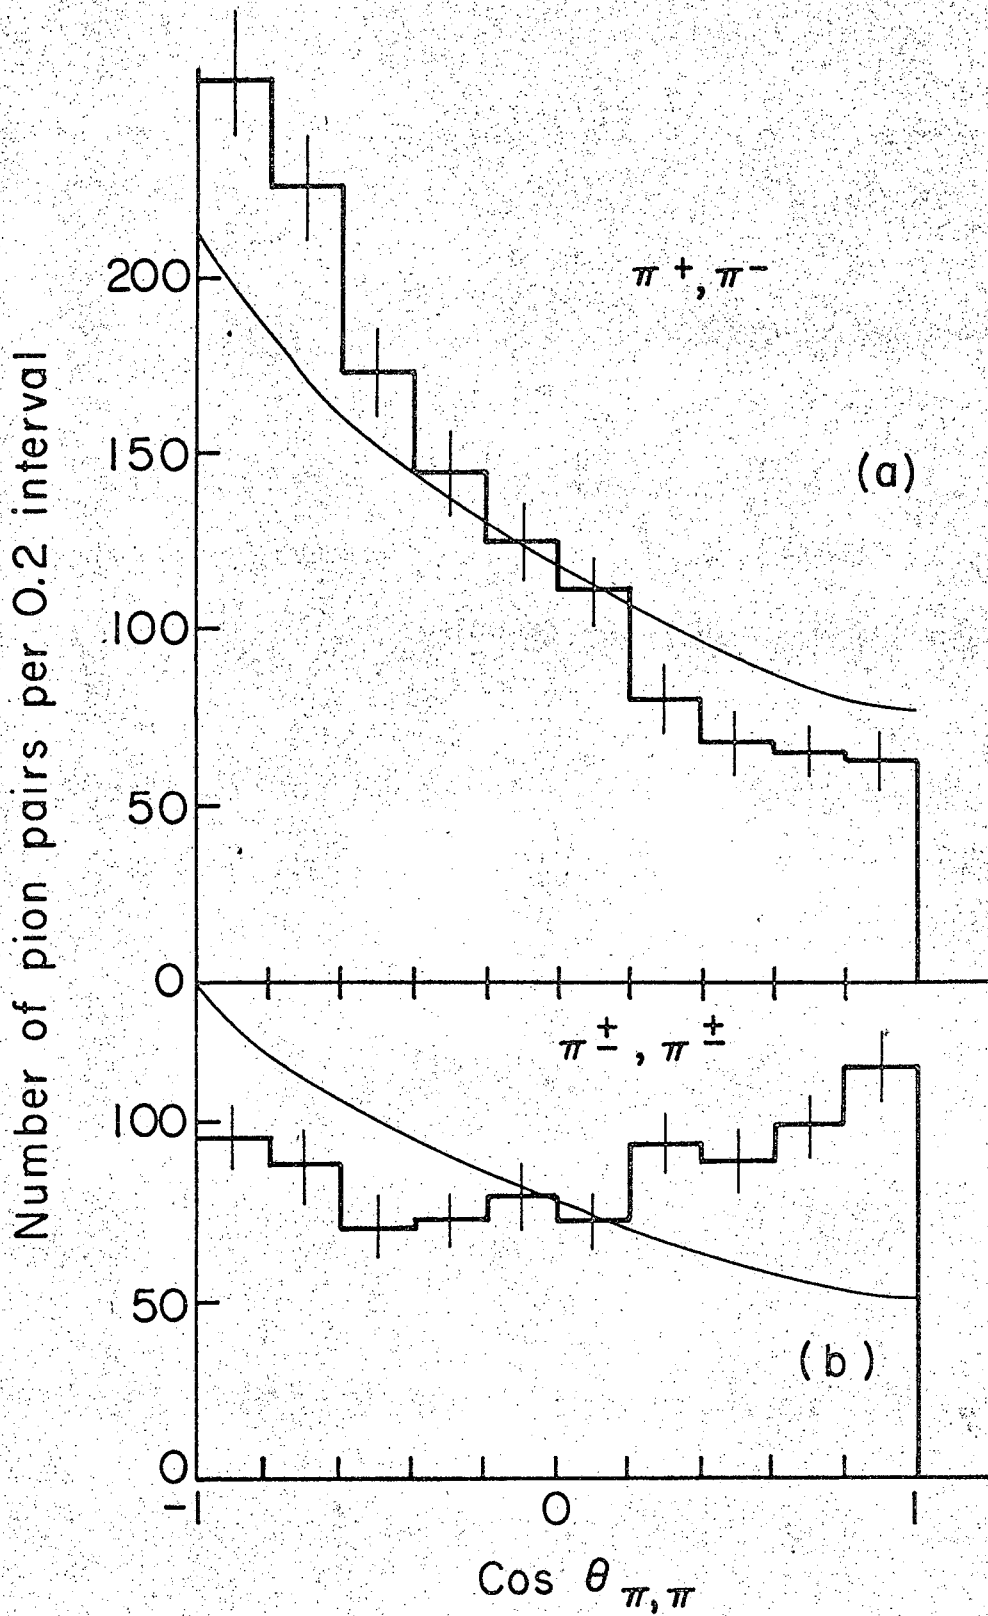 Number of pion pairs per 0.2 interval
200
150
100
50
0
π⁺, π⁻
(a)
π±, π±
100
50
0
(b)
-1
0
1
Cos θ π,π